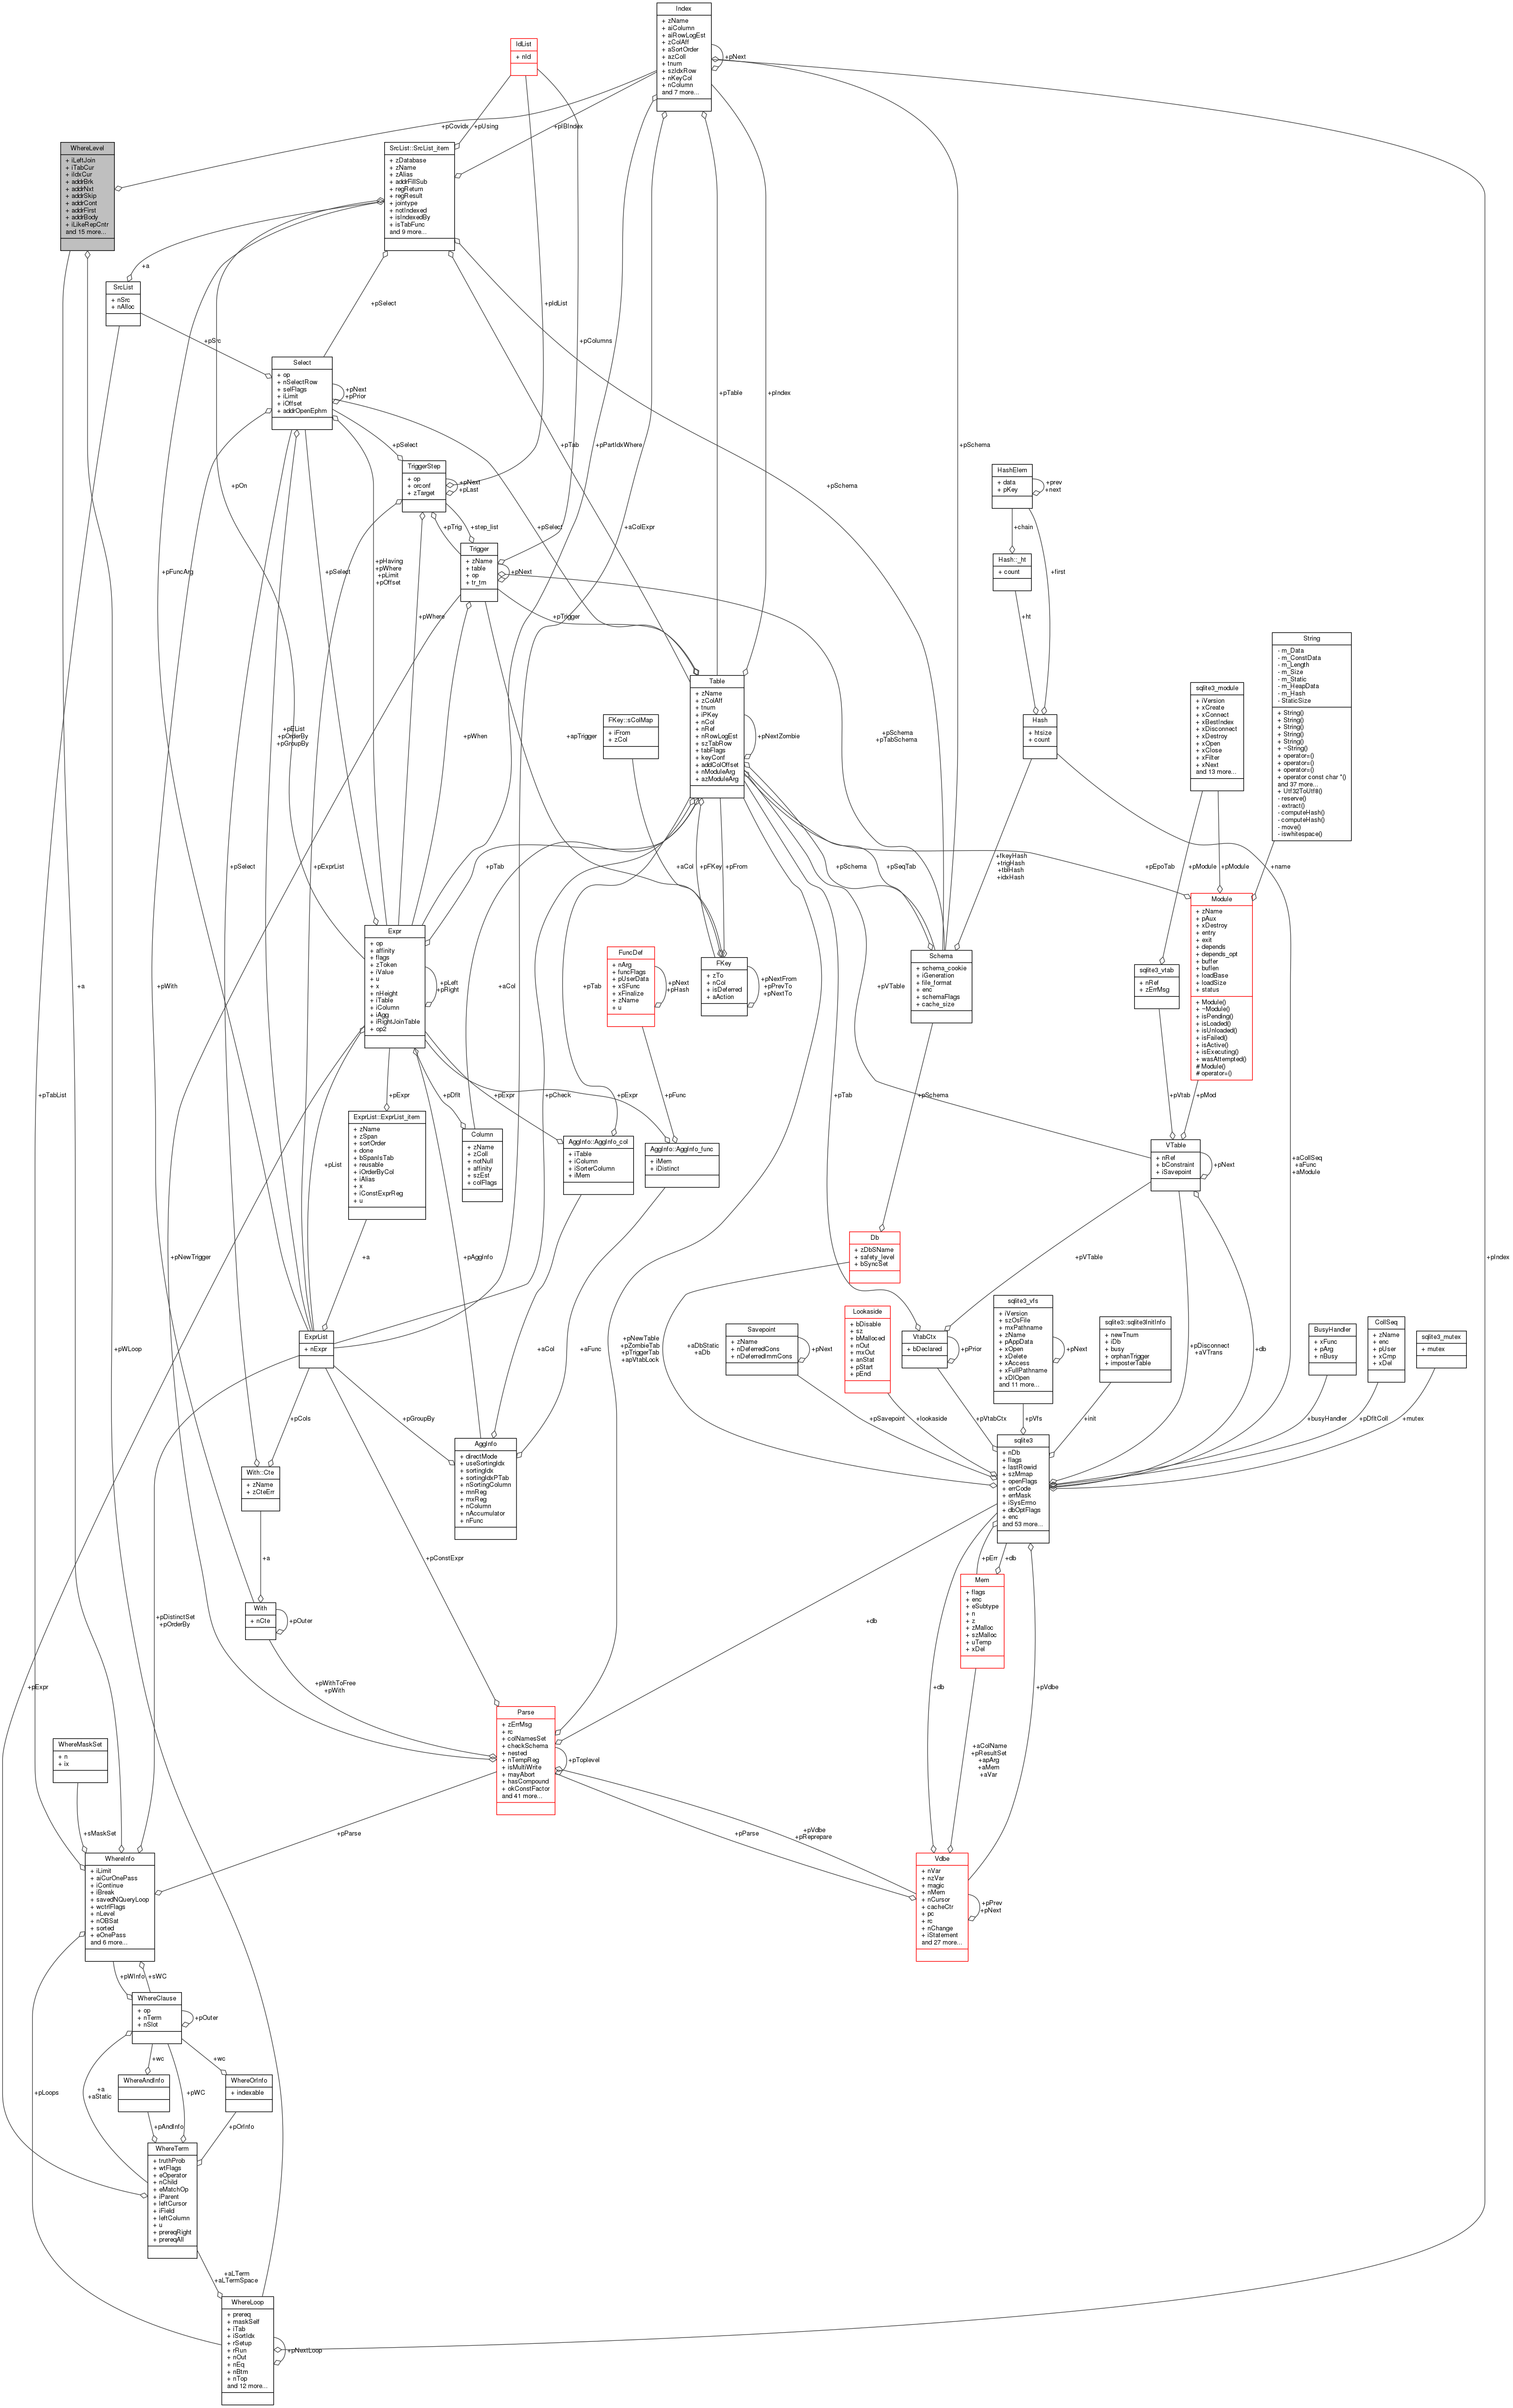 Index
+ zName
+ aiColumn
+ aiRowLogEst
+ zColAff
+ aSortOrder
+ azColl
+ tnum
+ szIdxRow
+ nKeyCol
+ nColumn
and 7 more...
+pNext
IdList
+ nId
+pCovidx
+pUsing
+pIBIndex
WhereLevel
+ iLeftJoin
+ iTabCur
+ iIdxCur
+ addrBrk
+ addrNxt
+ addrSkip
+ addrCont
+ addrFirst
+ addrBody
+ iLikeRepCntr
and 15 more...
SrcList::SrcList_item
+ zDatabase
+ zName
+ zAlias
+ addrFillSub
+ regReturn
+ regResult
+ jointype
+ notIndexed
+ isIndexedBy
+ isTabFunc
and 9 more...
+a
SrcList
+ nSrc
+ nAlloc
+pSelect
+pIdList
+pSrc
+pColumns
Select
+ op
+ nSelectRow
+ selFlags
+ iLimit
+ iOffset
+ addrOpenEphm
+pNext
+pPrior
+pTable
+pIndex
+pSelect
+pTab
+pPartIdxWhere
+pSchema
+pOn
+pSchema
TriggerStep
+ op
+ orconf
+ zTarget
+pNext
+pLast
HashElem
+ data
+ pKey
+prev
+next
+pTrig
+step_list
+pSelect
+aColExpr
+chain
Trigger
+ zName
+ table
+ op
+ tr_tm
+pNext
Hash::_ht
+ count
+first
+pFuncArg
+pSelect
+pHaving
+pWhere
+pLimit
+pOffset
+pWhere
+pTrigger
+ht
String
- m_Data
- m_ConstData
- m_Length
- m_Size
- m_Static
- m_HeapData
- m_Hash
- StaticSize
+ String()
+ String()
+ String()
+ String()
+ String()
+ ~String()
+ operator=()
+ operator=()
+ operator=()
+ operator const char *()
and 37 more...
+ Utf32ToUtf8()
- reserve()
- extract()
- computeHash()
- computeHash()
- move()
- iswhitespace()
Table
+ zName
+ zColAff
+ tnum
+ iPKey
+ nCol
+ nRef
+ nRowLogEst
+ szTabRow
+ tabFlags
+ keyConf
+ addColOffset
+ nModuleArg
+ azModuleArg
+pNextZombie
sqlite3_module
+ iVersion
+ xCreate
+ xConnect
+ xBestIndex
+ xDisconnect
+ xDestroy
+ xOpen
+ xClose
+ xFilter
+ xNext
and 13 more...
FKey::sColMap
+ iFrom
+ zCol
Hash
+ htsize
+ count
+pEList
+pOrderBy
+pGroupBy
+pWhen
+apTrigger
+pSchema
+pTabSchema
+pSelect
+pExprList
+pTab
+aCol
+pFKey
+pFrom
+pSchema
+pSeqTab
+fkeyHash
+trigHash
+tblHash
+idxHash
+pEpoTab
+pModule
+pModule
+name
Module
+ zName
+ pAux
+ xDestroy
+ entry
+ exit
+ depends
+ depends_opt
+ buffer
+ buflen
+ loadBase
+ loadSize
+ status
+ Module()
+ ~Module()
+ isPending()
+ isLoaded()
+ isUnloaded()
+ isFailed()
+ isActive()
+ isExecuting()
+ wasAttempted()
# Module()
# operator=()
Expr
+ op
+ affinity
+ flags
+ zToken
+ iValue
+ u
+ x
+ nHeight
+ iTable
+ iColumn
+ iAgg
+ iRightJoinTable
+ op2
+pLeft
+pRight
FuncDef
+ nArg
+ funcFlags
+ pUserData
+ xSFunc
+ xFinalize
+ zName
+ u
+pNext
+pHash
FKey
+ zTo
+ nCol
+ isDeferred
+ aAction
+pNextFrom
+pPrevTo
+pNextTo
Schema
+ schema_cookie
+ iGeneration
+ file_format
+ enc
+ schemaFlags
+ cache_size
sqlite3_vtab
+ nRef
+ zErrMsg
+pWith
+a
+aCol
+pTab
+pVTable
+pTabList
+pExpr
+pDflt
+pExpr
+pCheck
+pExpr
+pFunc
+pTab
+pSchema
+pVtab
+pMod
ExprList::ExprList_item
+ zName
+ zSpan
+ sortOrder
+ done
+ bSpanIsTab
+ reusable
+ iOrderByCol
+ iAlias
+ x
+ iConstExprReg
+ u
Column
+ zName
+ zColl
+ notNull
+ affinity
+ szEst
+ colFlags
AggInfo::AggInfo_col
+ iTable
+ iColumn
+ iSorterColumn
+ iMem
AggInfo::AggInfo_func
+ iMem
+ iDistinct
VTable
+ nRef
+ bConstraint
+ iSavepoint
+pNext
+pList
+aCollSeq
+aFunc
+aModule
Db
+ zDbSName
+ safety_level
+ bSyncSet
+pNewTrigger
+a
+pAggInfo
+pVTable
+pIndex
+pExpr
+pWLoop
ExprList
+ nExpr
+aCol
+aFunc
+pNewTable
+pZombieTab
+pTriggerTab
+apVtabLock
+aDbStatic
+aDb
Savepoint
+ zName
+ nDeferredCons
+ nDeferredImmCons
+pNext
Lookaside
+ bDisable
+ sz
+ bMalloced
+ nOut
+ mxOut
+ anStat
+ pStart
+ pEnd
VtabCtx
+ bDeclared
+pPrior
sqlite3_vfs
+ iVersion
+ szOsFile
+ mxPathname
+ zName
+ pAppData
+ xOpen
+ xDelete
+ xAccess
+ xFullPathname
+ xDlOpen
and 11 more...
+pNext
sqlite3::sqlite3InitInfo
+ newTnum
+ iDb
+ busy
+ orphanTrigger
+ imposterTable
+pDisconnect
+aVTrans
+db
BusyHandler
+ xFunc
+ pArg
+ nBusy
CollSeq
+ zName
+ enc
+ pUser
+ xCmp
+ xDel
sqlite3_mutex
+ mutex
+pCols
+pGroupBy
+pSavepoint
+lookaside
+pVtabCtx
+pVfs
+init
+busyHandler
+pDfltColl
+mutex
AggInfo
+ directMode
+ useSortingIdx
+ sortingIdx
+ sortingIdxPTab
+ nSortingColumn
+ mnReg
+ mxReg
+ nColumn
+ nAccumulator
+ nFunc
sqlite3
+ nDb
+ flags
+ lastRowid
+ szMmap
+ openFlags
+ errCode
+ errMask
+ iSysErrno
+ dbOptFlags
+ enc
and 53 more...
With::Cte
+ zName
+ zCteErr
+a
+pConstExpr
+pErr
+db
With
+ nCte
+pOuter
Mem
+ flags
+ enc
+ eSubtype
+ n
+ z
+ zMalloc
+ szMalloc
+ uTemp
+ xDel
+pDistinctSet
+pOrderBy
+db
+pWithToFree
+pWith
+db
+pVdbe
Parse
+ zErrMsg
+ rc
+ colNamesSet
+ checkSchema
+ nested
+ nTempReg
+ isMultiWrite
+ mayAbort
+ hasCompound
+ okConstFactor
and 41 more...
+pToplevel
WhereMaskSet
+ n
+ ix
+aColName
+pResultSet
+apArg
+aMem
+aVar
+sMaskSet
+pParse
+pParse
+pVdbe
+pReprepare
WhereInfo
+ iLimit
+ aiCurOnePass
+ iContinue
+ iBreak
+ savedNQueryLoop
+ wctrlFlags
+ nLevel
+ nOBSat
+ sorted
+ eOnePass
and 6 more...
Vdbe
+ nVar
+ nzVar
+ magic
+ nMem
+ nCursor
+ cacheCtr
+ pc
+ rc
+ nChange
+ iStatement
and 27 more...
+pPrev
+pNext
+pWInfo
+sWC
WhereClause
+ op
+ nTerm
+ nSlot
+pOuter
+wc
+wc
WhereAndInfo
WhereOrInfo
+ indexable
+pLoops
+a
+aStatic
+pWC
+pAndInfo
+pOrInfo
WhereTerm
+ truthProb
+ wtFlags
+ eOperator
+ nChild
+ eMatchOp
+ iParent
+ leftCursor
+ iField
+ leftColumn
+ u
+ prereqRight
+ prereqAll
+aLTerm
+aLTermSpace
WhereLoop
+ prereq
+ maskSelf
+ iTab
+ iSortIdx
+ rSetup
+ rRun
+ nOut
+ nEq
+ nBtm
+ nTop
and 12 more...
+pNextLoop